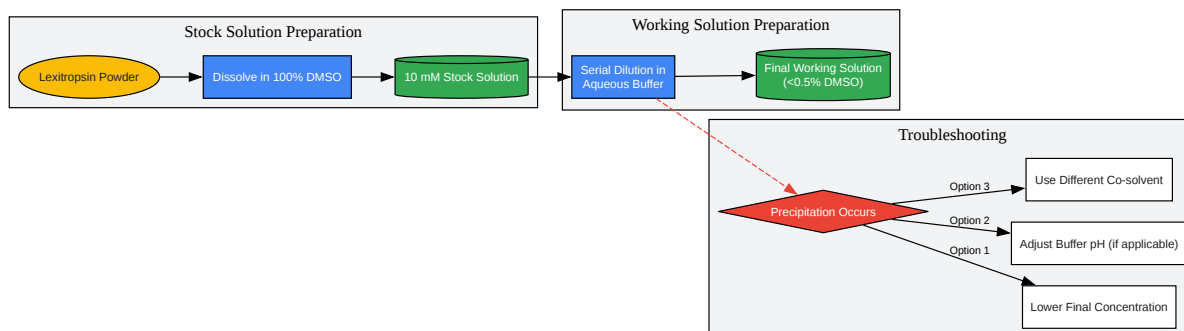 Stock Solution Preparation
Lexitropsin Powder
Dissolve in 100% DMSO
10 mM Stock Solution
Working Solution Preparation
Serial Dilution in
Aqueous Buffer
Final Working Solution
(<0.5% DMSO)
Troubleshooting
Precipitation Occurs
Option 3
Use Different Co-solvent
Option 2
Adjust Buffer pH (if applicable)
Option 1
Lower Final Concentration